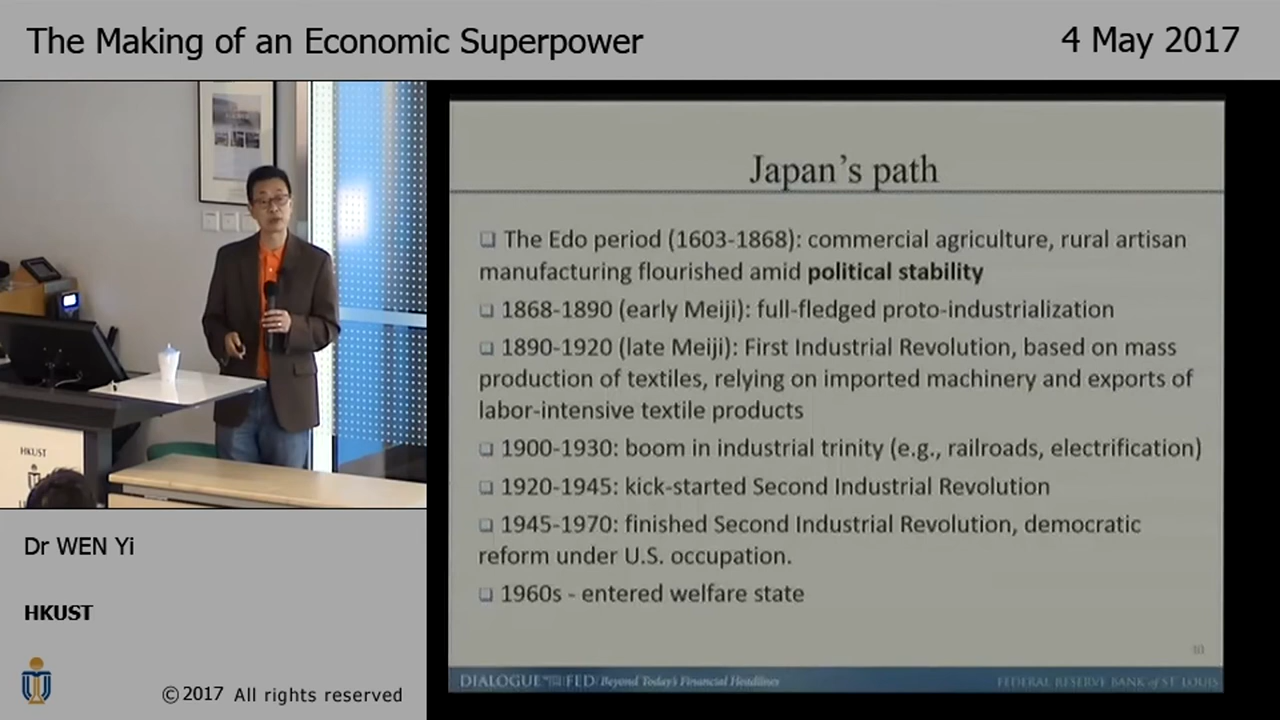 The Making of an Economic Superpower
4 May 2017
Japan's path
❑ The Edo period (1603-1868): commercial agriculture, rural artisan
manufacturing flourished amid political stability
❑ 1868-1890 (early Meiji): full-fledged proto-industrialization
❑ 1890-1920 (late Meiji): First Industrial Revolution, based on mass
production of textiles, relying on imported machinery and exports of
labor-intensive textile products
❑ 1900-1930: boom in industrial trinity (e.g., railroads, electrification)
❑ 1920-1945: kick-started Second Industrial Revolution
❑ 1945-1970: finished Second Industrial Revolution, democratic
reform under U.S. occupation.
❑ 1960s - entered welfare state
DIALOGUE FED Beyond Today's Financial Headlines
FEDERAL RESERVE BANK of ST. LOUIS
HKUST
Dr WEN Yi
HKUST
©2017 All rights reserved